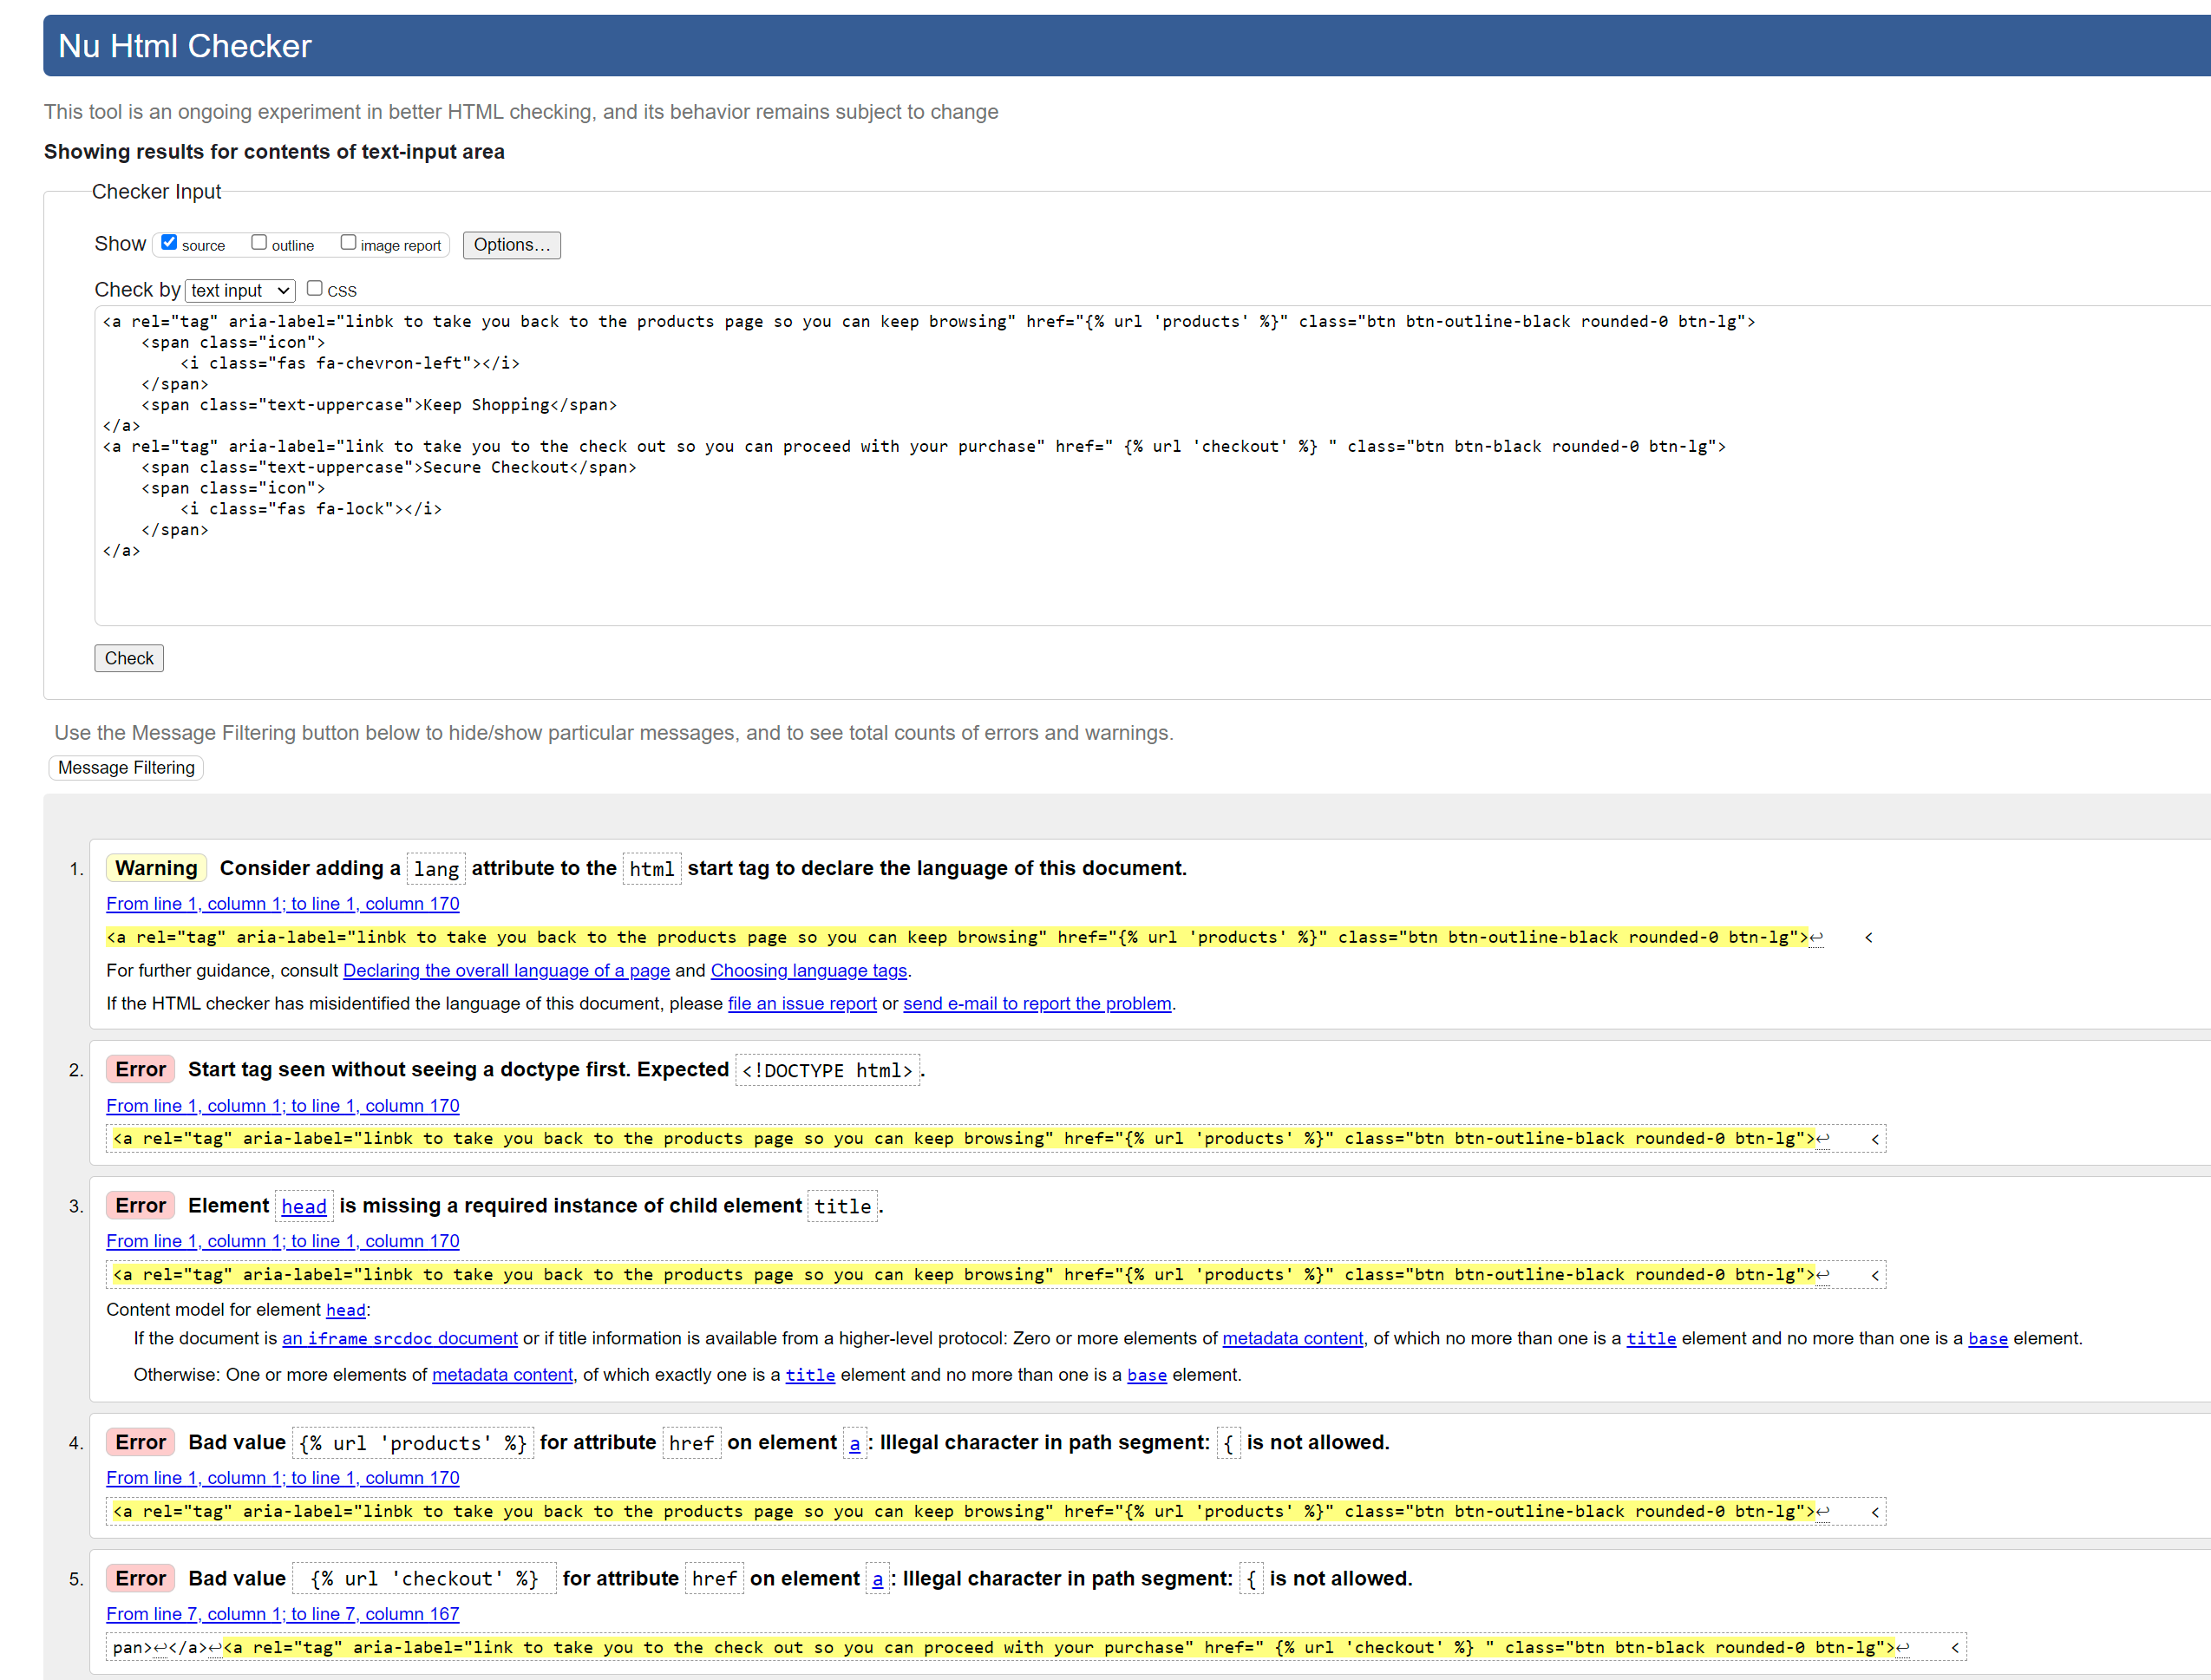 Nu Html Checker
This tool is an ongoing experiment in better HTML checking, and its behavior remains subject to change
Showing results for contents of text-input area
Checker Input
Show source outline image report Options...
Check by text input CSS
<a rel="tag" aria-label="linbk to take you back to the products page so you can keep browsing" href="{% url 'products' %}" class="btn btn-outline-black rounded-0 btn-lg">
    <span class="icon">
        <i class="fas fa-chevron-left"></i>
    </span>
    <span class="text-uppercase">Keep Shopping</span>
</a>
<a rel="tag" aria-label="link to take you to the check out so you can proceed with your purchase" href=" {% url 'checkout' %} " class="btn btn-black rounded-0 btn-lg">
    <span class="text-uppercase">Secure Checkout</span>
    <span class="icon">
        <i class="fas fa-lock"></i>
    </span>
</a>
Check
Use the Message Filtering button below to hide/show particular messages, and to see total counts of errors and warnings.
Message Filtering
1. Warning Consider adding a lang attribute to the html start tag to declare the language of this document.
From line 1, column 1; to line 1, column 170
<a rel="tag" aria-label="linbk to take you back to the products page so you can keep browsing" href="{% url 'products' %}" class="btn btn-outline-black rounded-0 btn-lg">↩    <
For further guidance, consult Declaring the overall language of a page and Choosing language tags.
If the HTML checker has misidentified the language of this document, please file an issue report or send e-mail to report the problem.
2. Error Start tag seen without seeing a doctype first. Expected <!DOCTYPE html>.
From line 1, column 1; to line 1, column 170
<a rel="tag" aria-label="linbk to take you back to the products page so you can keep browsing" href="{% url 'products' %}" class="btn btn-outline-black rounded-0 btn-lg">↩    <
3. Error Element head is missing a required instance of child element title.
From line 1, column 1; to line 1, column 170
<a rel="tag" aria-label="linbk to take you back to the products page so you can keep browsing" href="{% url 'products' %}" class="btn btn-outline-black rounded-0 btn-lg">↩    <
Content model for element head:
If the document is an iframe srcdoc document or if title information is available from a higher-level protocol: Zero or more elements of metadata content, of which no more than one is a title element and no more than one is a base element.
Otherwise: One or more elements of metadata content, of which exactly one is a title element and no more than one is a base element.
4. Error Bad value {% url 'products' %} for attribute href on element a: Illegal character in path segment: { is not allowed.
From line 1, column 1; to line 1, column 170
<a rel="tag" aria-label="linbk to take you back to the products page so you can keep browsing" href="{% url 'products' %}" class="btn btn-outline-black rounded-0 btn-lg">↩    <
5. Error Bad value {% url 'checkout' %} for attribute href on element a: Illegal character in path segment: { is not allowed.
From line 7, column 1; to line 7, column 167
pan>↩</a>↩<a rel="tag" aria-label="link to take you to the check out so you can proceed with your purchase" href=" {% url 'checkout' %} " class="btn btn-black rounded-0 btn-lg">↩    <